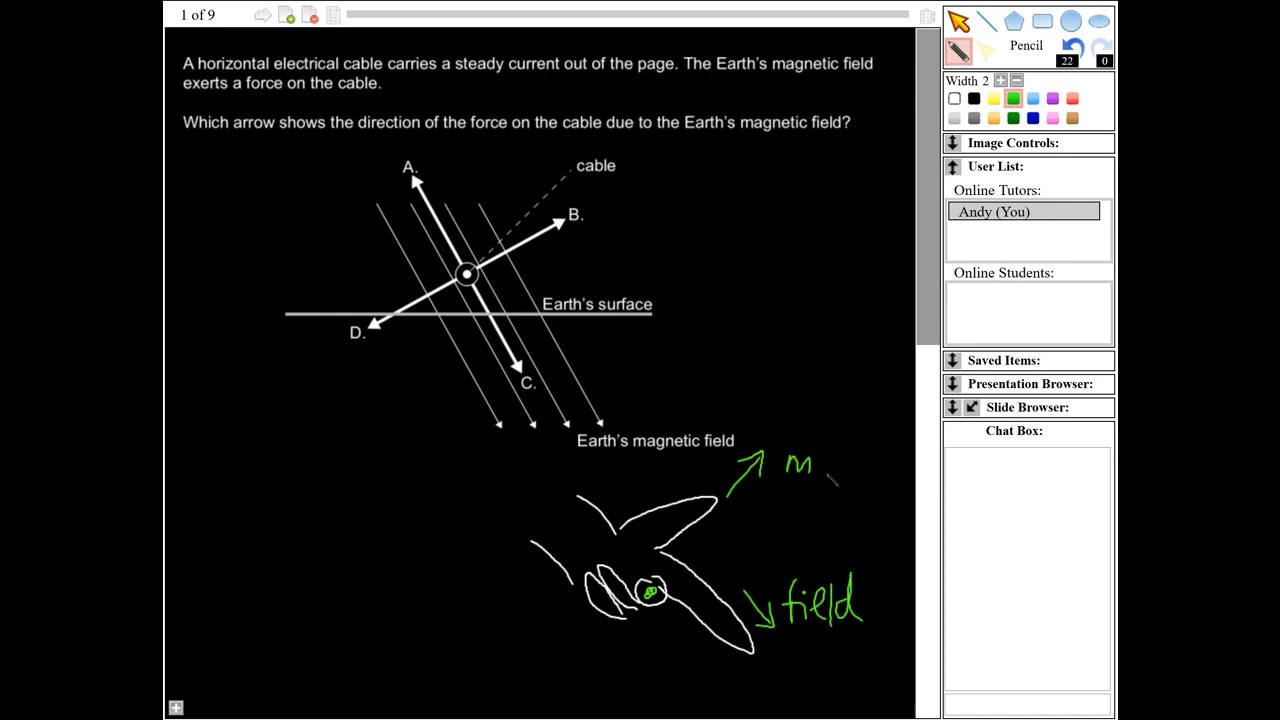 1 of 9
A horizontal electrical cable carries a steady current out of the page. The Earth's magnetic field
exerts a force on the cable.
Which arrow shows the direction of the force on the cable due to the Earth's magnetic field?
A.
cable
B.
Earth's surface
D.
C.
Earth's magnetic field
m
field
Pencil
22
0
Width 2
Image Controls:
User List:
Online Tutors:
Andy (You)
Online Students:
Saved Items:
Presentation Browser:
Slide Browser:
Chat Box: